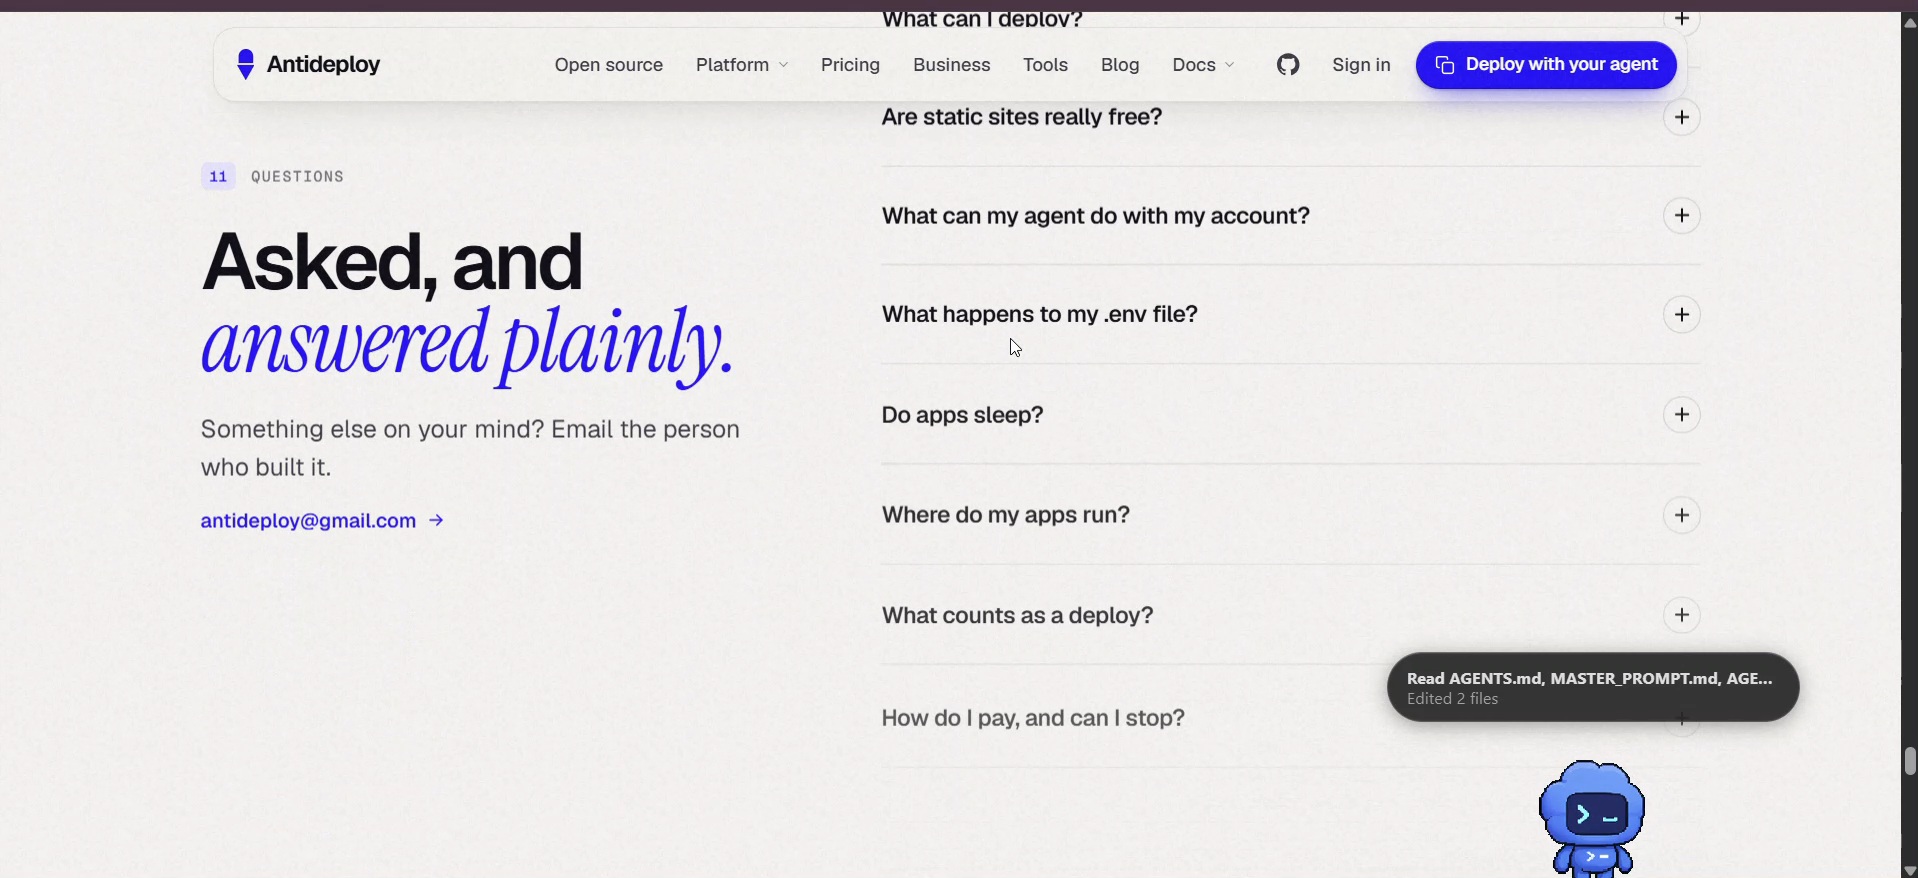 What can I deploy?
Antideploy
Open source
Platform
Pricing
Business
Tools
Blog
Docs
Sign in
Deploy with your agent
Are static sites really free?
11 QUESTIONS
Asked, and
answered plainly.
Something else on your mind? Email the person
who built it.
antideploy@gmail.com →
What can my agent do with my account?
What happens to my .env file?
Do apps sleep?
Where do my apps run?
What counts as a deploy?
How do I pay, and can I stop?
Read AGENTS.md, MASTER_PROMPT.md, AGE...
Edited 2 files